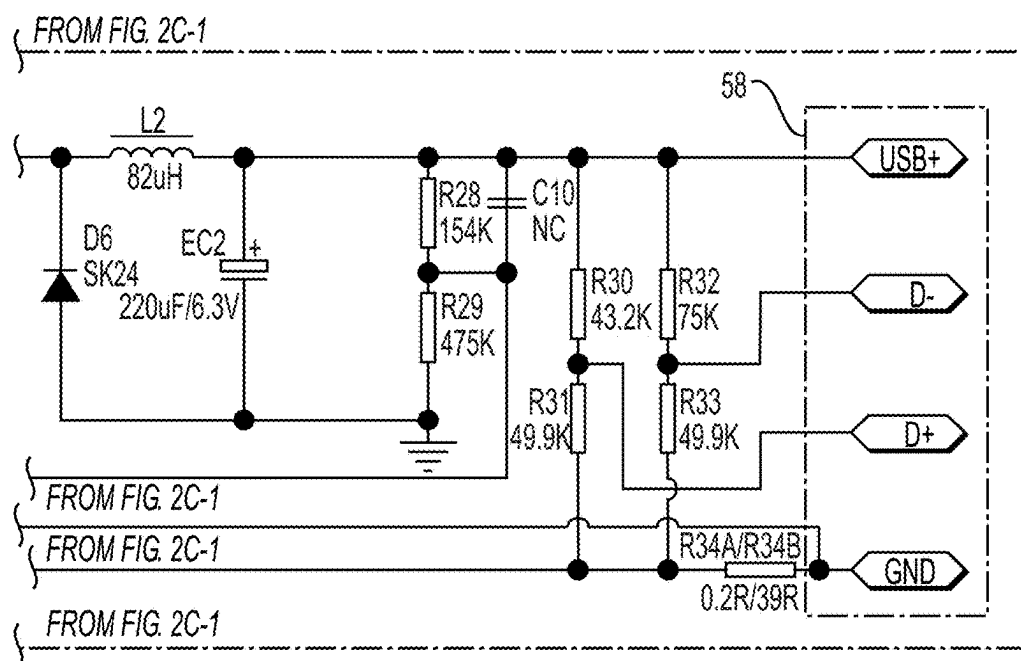 FROM FIG. 2C-1
58
L2
82uH
USB+
D6
SK24
EC2
+
220uF/6.3V
R28
154K
C10
NC
R29
475K
R30
43.2K
R32
75K
D-
R31
49.9K
R33
49.9K
D+
FROM FIG. 2C-1
FROM FIG. 2C-1
R34A/R34B
0.2R/39R
GND
FROM FIG. 2C-1